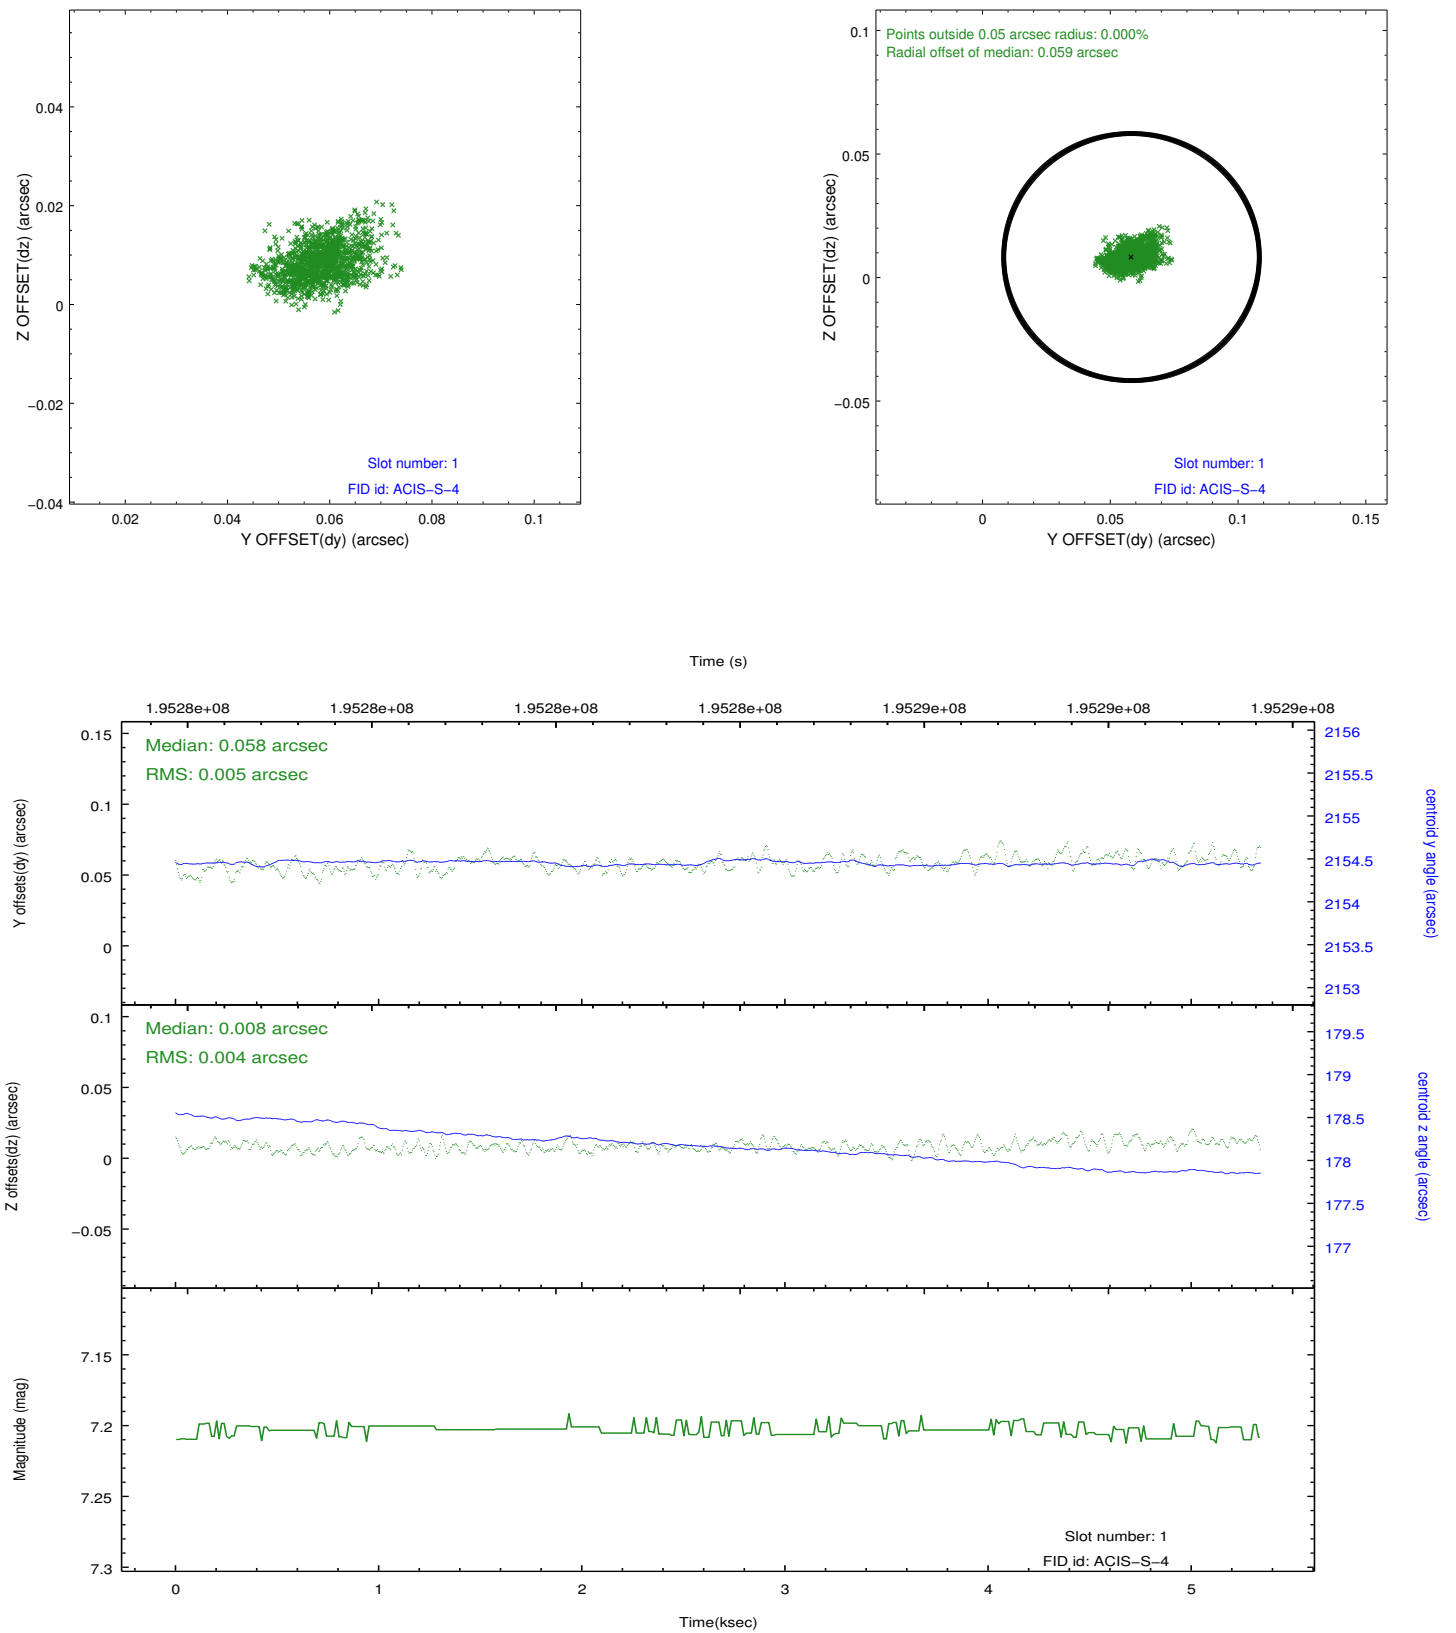 0.04
0.02
0
−0.02
−0.04
Z OFFSET(dz) (arcsec)
Slot number: 1
FID id: ACIS−S−4
0.02 0.04 0.06 0.08 0.1
Y OFFSET(dy) (arcsec)
Points outside 0.05 arcsec radius: 0.000%
Radial offset of median: 0.059 arcsec
0.1
0.05
0
−0.05
Z OFFSET(dz) (arcsec)
Slot number: 1
FID id: ACIS−S−4
0 0.05 0.1 0.15
Y OFFSET(dy) (arcsec)
Time (s)
1.9528e+08 1.9528e+08 1.9528e+08 1.9528e+08 1.9529e+08 1.9529e+08 1.9529e+08
Median: 0.058 arcsec
RMS: 0.005 arcsec
0.15
0.1
0.05
0
Y offsets(dy) (arcsec)
2156
2155.5
2155
2154.5
2154
2153.5
2153
centroid y angle (arcsec)
Median: 0.008 arcsec
RMS: 0.004 arcsec
0.1
0.05
0
−0.05
Z offsets(dz) (arcsec)
179.5
179
178.5
178
177.5
177
centroid z angle (arcsec)
7.15
7.2
7.25
7.3
Magnitude (mag)
Slot number: 1
FID id: ACIS−S−4
0 1 2 3 4 5
Time(ksec)